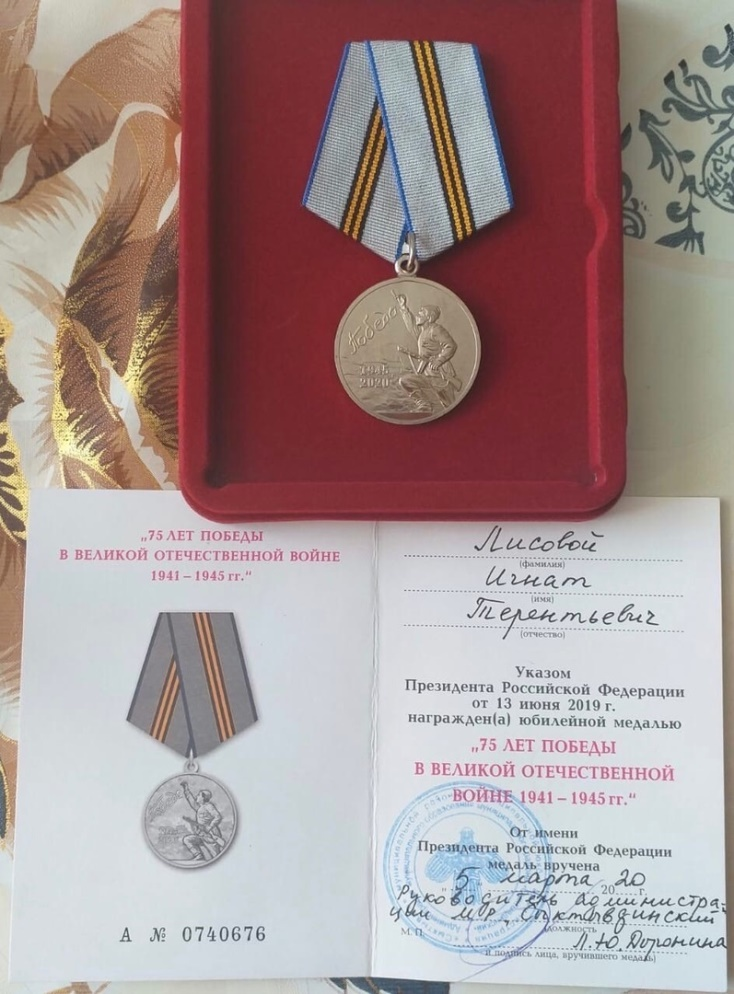 Победа
1945
2020
„75 ЛЕТ ПОБЕДЫ
В ВЕЛИКОЙ ОТЕЧЕСТВЕННОЙ ВОЙНЕ
1941 – 1945 гг.“
А № 0740676
Лисовой
(фамилия)
Игнат
(имя)
Терентьевич
(отчество)
Указом
Президента Российской Федерации
от 13 июня 2019 г.
награжден(а) юбилейной медалью
„75 ЛЕТ ПОБЕДЫ
В ВЕЛИКОЙ ОТЕЧЕСТВЕННОЙ
ВОЙНЕ 1941 – 1945 гг.“
От имени
Президента Российской Федерации
медаль вручена
5 марта 20 20 г.
Руководитель администра-
ции МР Сыктывдинский
М.П. должность
Л.Ю. Доронина
и подпись лица, вручившего медаль)